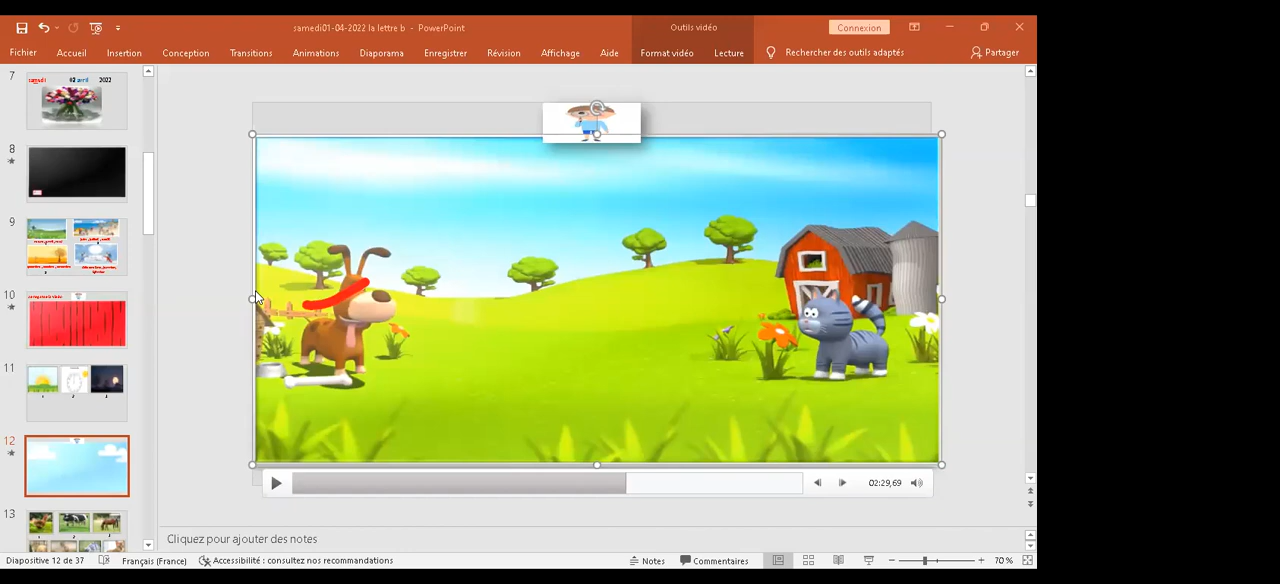 samedi01-04-2022 la lettre b - PowerPoint
Outils vidéo
Connexion
Fichier Accueil Insertion Conception Transitions Animations Diaporama Enregistrer Révision Affichage Aide Format vidéo Lecture Rechercher des outils adaptés Partager
7
samedi 02 avril 2022
8
9
10
11
12
13
02:29,69
Cliquez pour ajouter des notes
Diapositive 12 de 37 Français (France) Accessibilité : consultez nos recommandations Notes Commentaires 70 %